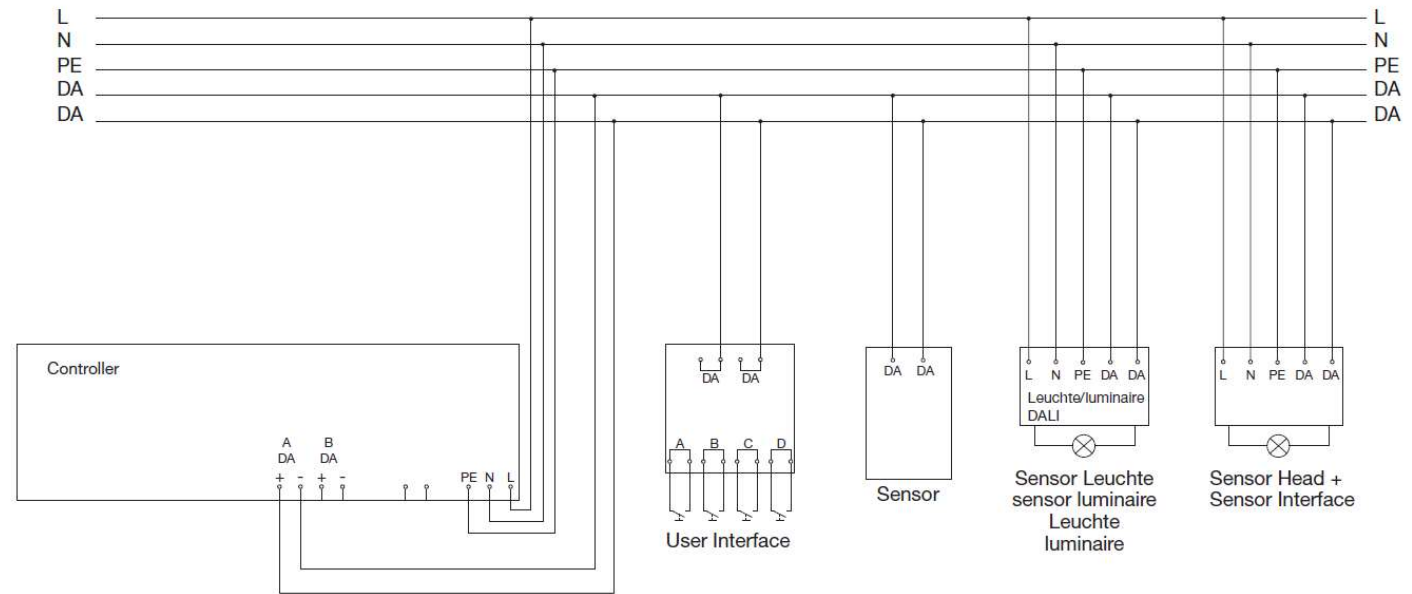 L L
N N
PE PE
DA DA
DA DA
Controller
A B
DA DA
+ - + -
PE N L
DA DA
A B C D
User Interface
DA DA
Sensor
L N PE DA DA
Leuchte/luminaire
DALI
Sensor Leuchte
sensor luminaire
Leuchte
luminaire
L N PE DA DA
Sensor Head +
Sensor Interface